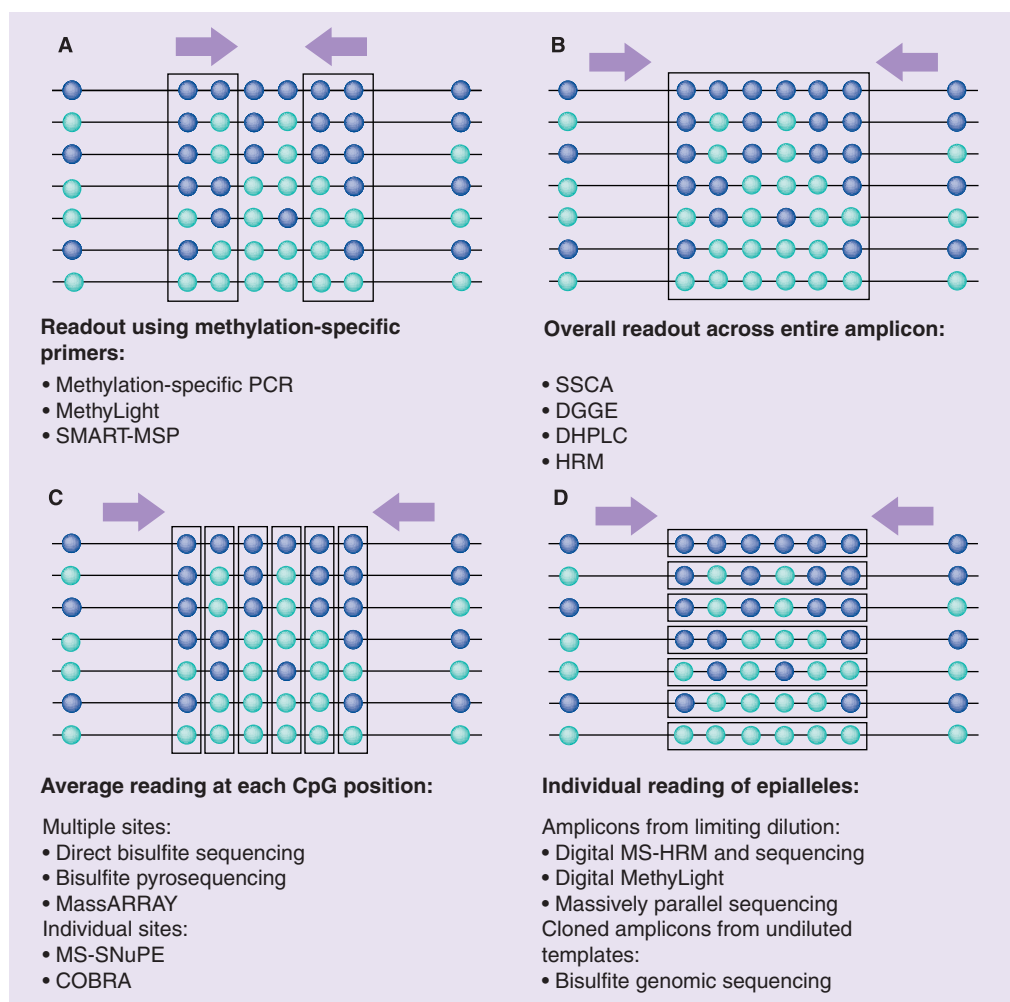 A
Readout using methylation-specific
primers:
• Methylation-specific PCR
• MethyLight
• SMART-MSP
B
Overall readout across entire amplicon:
• SSCA
• DGGE
• DHPLC
• HRM
C
Average reading at each CpG position:
Multiple sites:
• Direct bisulfite sequencing
• Bisulfite pyrosequencing
• MassARRAY
Individual sites:
• MS-SNuPE
• COBRA
D
Individual reading of epialleles:
Amplicons from limiting dilution:
• Digital MS-HRM and sequencing
• Digital MethyLight
• Massively parallel sequencing
Cloned amplicons from undiluted
templates:
• Bisulfite genomic sequencing